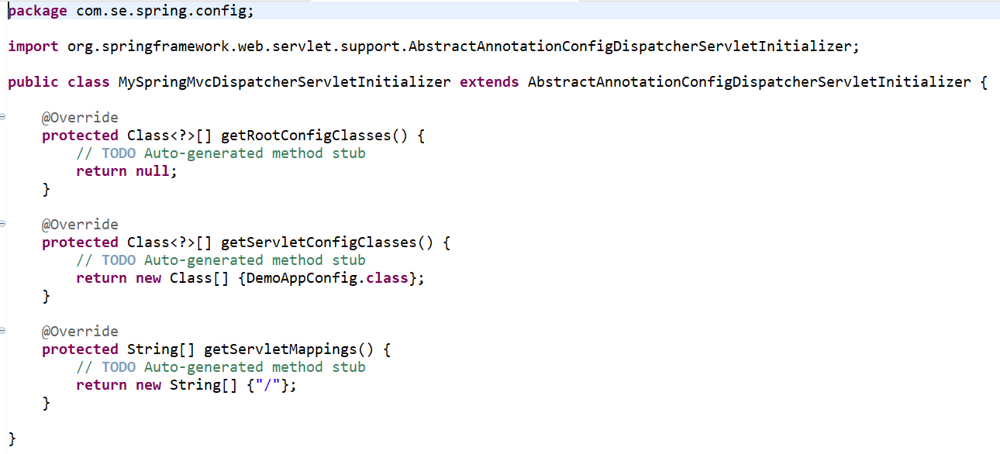 package com.se.spring.config;
import org.springframework.web.servlet.support.AbstractAnnotationConfigDispatcherServletInitializer;
public class MySpringMvcDispatcherServletInitializer extends AbstractAnnotationConfigDispatcherServletInitializer {
@Override
protected Class<?>[] getRootConfigClasses() {
// TODO Auto-generated method stub
return null;
}
@Override
protected Class<?>[] getServletConfigClasses() {
// TODO Auto-generated method stub
return new Class[] {DemoAppConfig.class};
}
@Override
protected String[] getServletMappings() {
// TODO Auto-generated method stub
return new String[] {"/"};
}
}